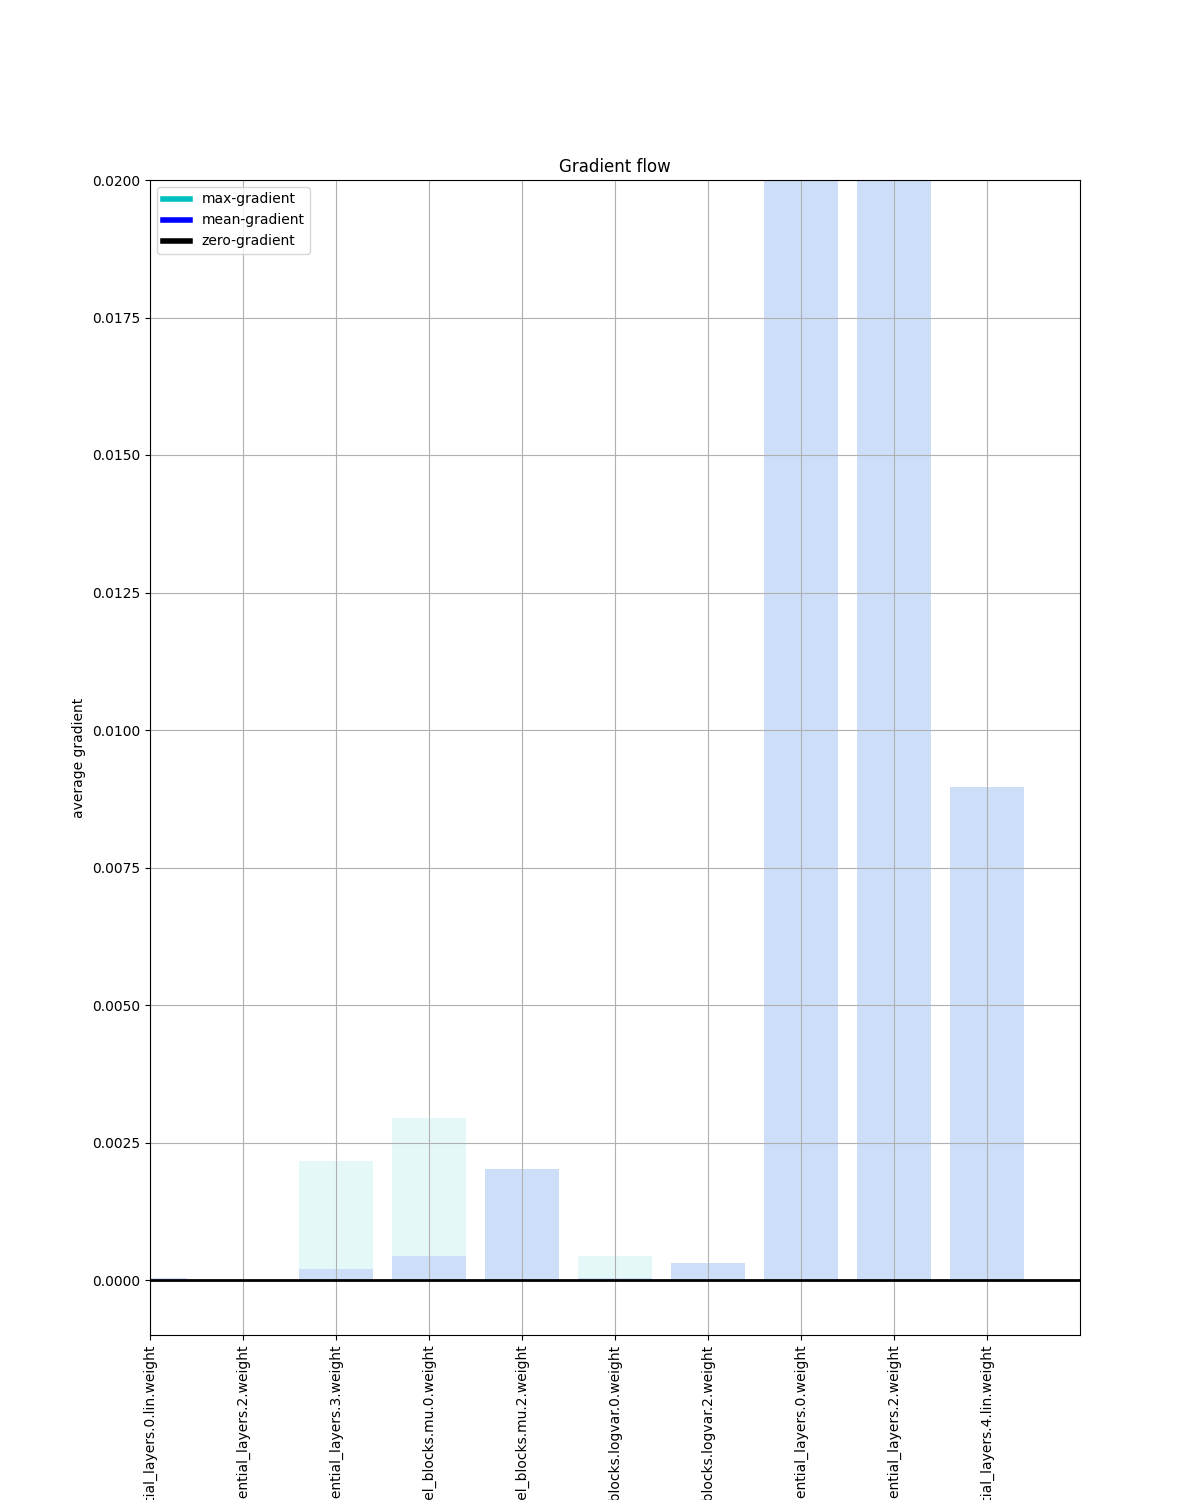 Gradient flow
max-gradient
mean-gradient
zero-gradient
0.0200
0.0175
0.0150
0.0125
0.0100
0.0075
0.0050
0.0025
0.0000
average gradient
tial_layers.0.lin.weight
ential_layers.2.weight
ential_layers.3.weight
el_blocks.mu.0.weight
el_blocks.mu.2.weight
blocks.logvar.0.weight
blocks.logvar.2.weight
ential_layers.0.weight
ential_layers.2.weight
tial_layers.4.lin.weight